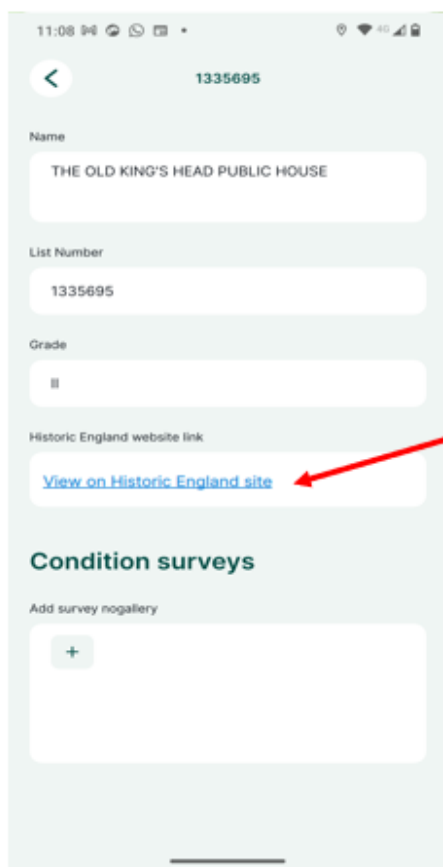 11:08
4G
1335695
Name
THE OLD KING'S HEAD PUBLIC HOUSE
List Number
1335695
Grade
II
Historic England website link
View on Historic England site
Condition surveys
Add survey nogallery
+